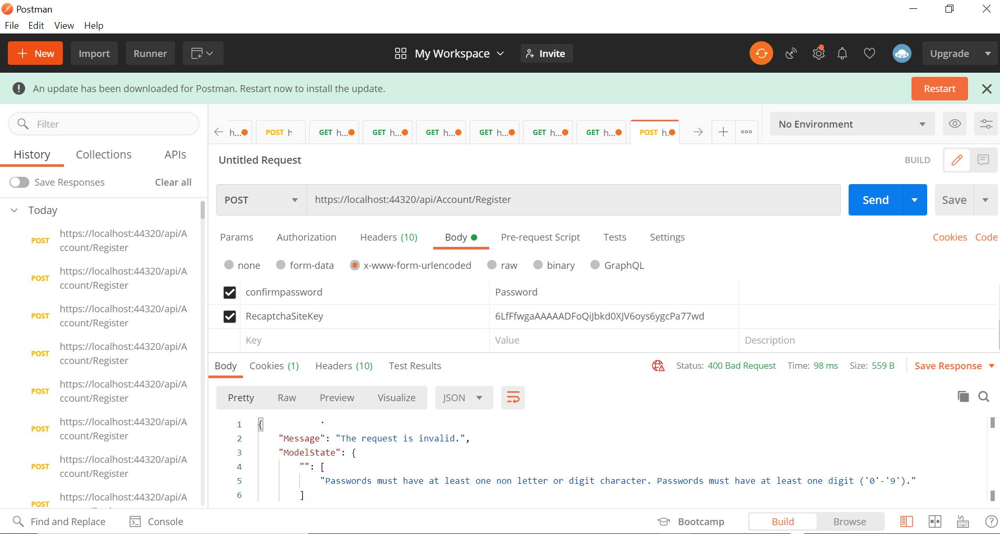 Postman
File Edit View Help
New Import Runner My Workspace Invite Upgrade
An update has been downloaded for Postman. Restart now to install the update. Restart
Filter
h... POST h GET h... GET h... GET h... GET h... GET h... GET h... POST h.
No Environment
History Collections APIs
Untitled Request
BUILD
Save Responses Clear all
POST https://localhost:44320/api/Account/Register Send Save
Today
POST https://localhost:44320/api/A
ccount/Register
POST https://localhost:44320/api/A
ccount/Register
POST https://localhost:44320/api/A
ccount/Register
POST https://localhost:44320/api/A
ccount/Register
POST https://localhost:44320/api/A
ccount/Register
POST https://localhost:44320/api/A
ccount/Register
POST https://localhost:44320/api/A
ccount/Register
POST https://localhost:44320/api/A
Params Authorization Headers (10) Body Pre-request Script Tests Settings Cookies Code
none form-data x-www-form-urlencoded raw binary GraphQL
confirmpassword Password
RecaptchaSiteKey 6LfFfwgaAAAAADFoQiJbkd0XJV6oys6ygcPa77wd
Key Value Description
Body Cookies (1) Headers (10) Test Results Status: 400 Bad Request Time: 98 ms Size: 559 B Save Response
Pretty Raw Preview Visualize JSON
1 {
2 "Message": "The request is invalid.",
3 "ModelState": {
4 "": [
5 "Passwords must have at least one non letter or digit character. Passwords must have at least one digit ('0'-'9')."
6 ]
Find and Replace Console Bootcamp Build Browse